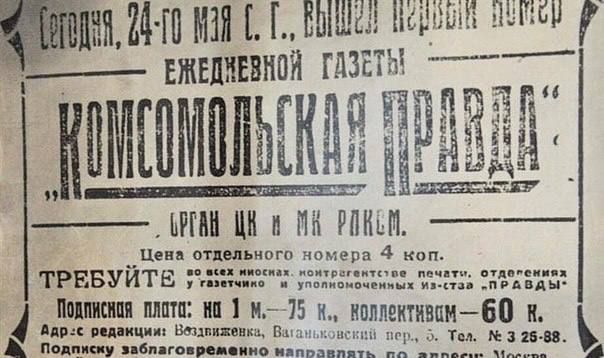 Сегодня, 24-го мая с. г., вышел первый номер
ЕЖЕДНЕВНОЙ ГАЗЕТЫ
„КОМСОМОЛЬСКАЯ ПРАВДА“
ОРГАН ЦК и МК РЛКСМ.
Цена отдельного номера 4 коп.
ТРЕБУЙТЕ во всех киосках, контрагентстве печати, отделениях
у газетчико и уполномоченных Из-ства „ПРАВДЫ"
Подписная плата: на 1 м.—75 к., коллективам—60 к.
Адрес редакции: Воздвиженка, Ваганьковский пер., 5. Тел. № 3 25-88.
Подписку заблаговременно направлять по адресу: Москва